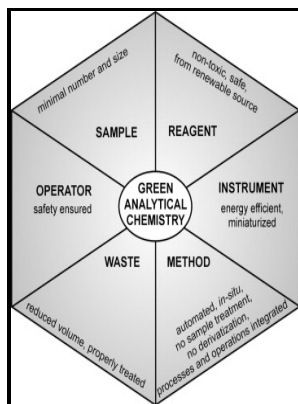 minimal number and size
non-toxic, safe,
from renewable source
SAMPLE
REAGENT
OPERATOR
safety ensured
GREEN
ANALYTICAL
CHEMISTRY
INSTRUMENT
energy efficient,
miniaturized
WASTE
METHOD
reduced volume, properly treated
automated, in-situ,
no sample treatment,
no derivatization,
processes and operations integrated